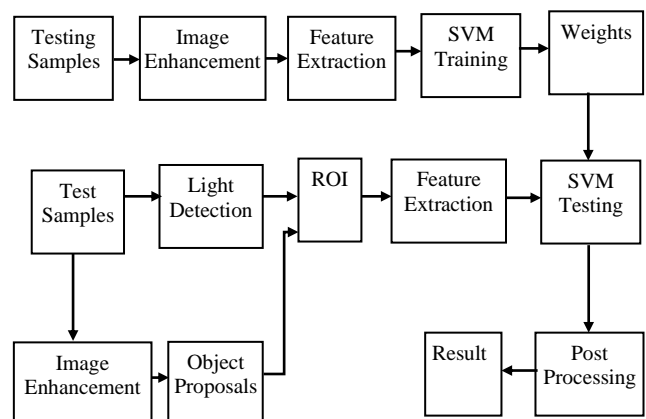 Testing
Samples
Image
Enhancement
Feature
Extraction
SVM
Training
Weights
Test
Samples
Light
Detection
ROI
Feature
Extraction
SVM
Testing
Image
Enhancement
Object
Proposals
Result
Post
Processing